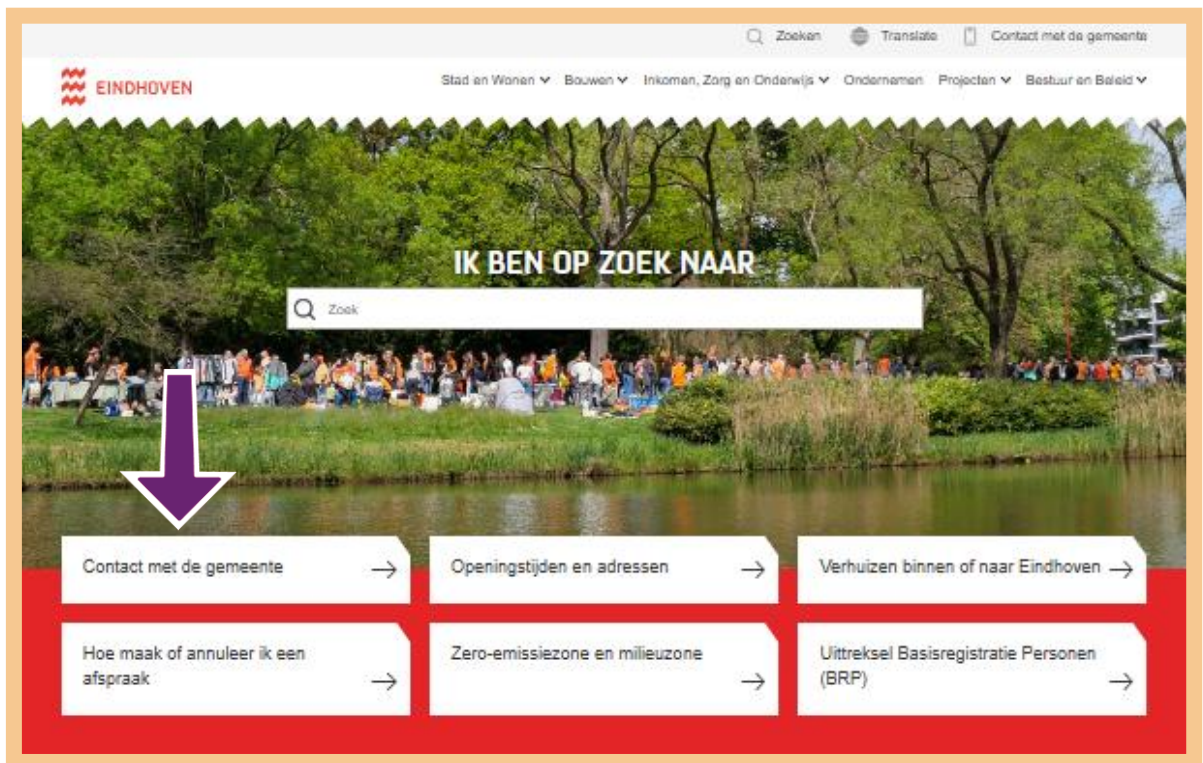 Zoeken Translate Contact met de gemeente
EINDHOVEN
Stad en Wonen Bouwen Inkomen, Zorg en Onderwijs Ondernemen Projecten Bestuur en Beleid
IK BEN OP ZOEK NAAR
Zoek
Contact met de gemeente
Openingstijden en adressen
Verhuizen binnen of naar Eindhoven
Hoe maak of annuleer ik een
afspraak
Zero-emissiezone en milieuzone
Uittreksel Basisregistratie Personen
(BRP)